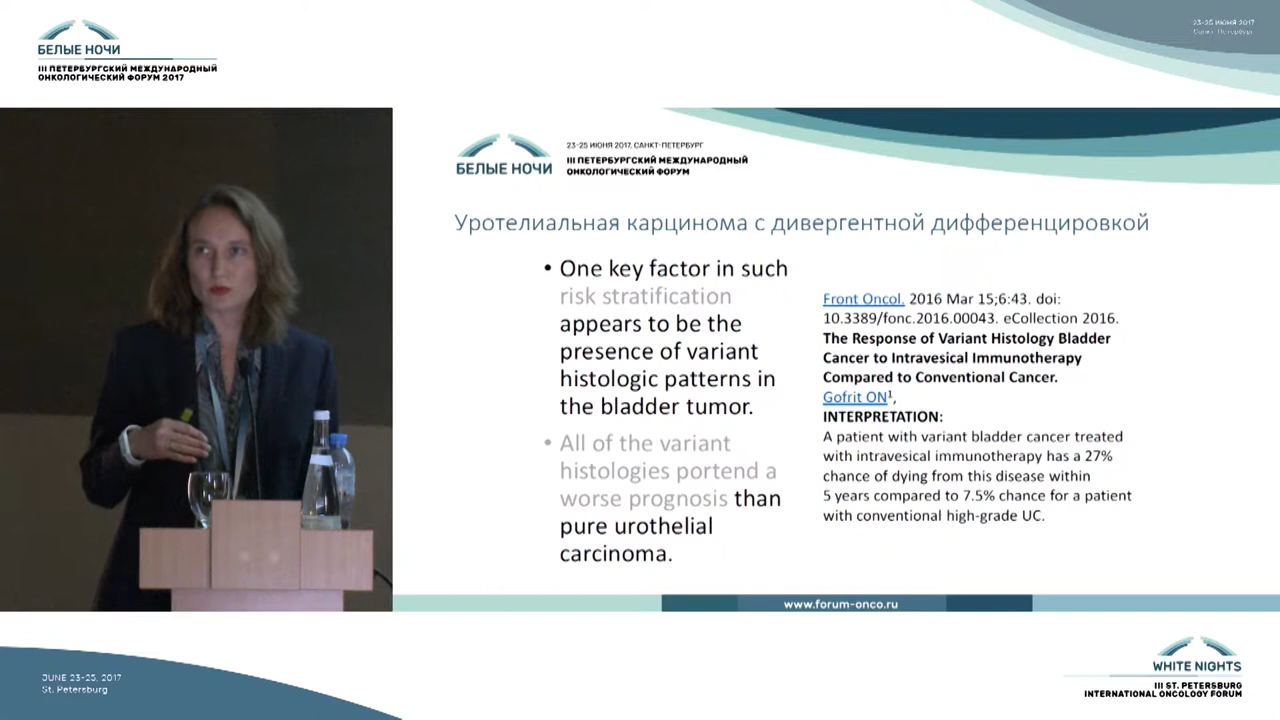 БЕЛЫЕ НОЧИ
III ПЕТЕРБУРГСКИЙ МЕЖДУНАРОДНЫЙ
ОНКОЛОГИЧЕСКИЙ ФОРУМ 2017
23-25 ИЮНЯ 2017
Санкт-Петербург
БЕЛЫЕ НОЧИ
23-25 ИЮНЯ 2017, САНКТ-ПЕТЕРБУРГ
III ПЕТЕРБУРГСКИЙ МЕЖДУНАРОДНЫЙ
ОНКОЛОГИЧЕСКИЙ ФОРУМ
Уротелиальная карцинома с дивергентной дифференцировкой
• One key factor in such
risk stratification
appears to be the
presence of variant
histologic patterns in
the bladder tumor.
• All of the variant
histologies portend a
worse prognosis than
pure urothelial
carcinoma.
Front Oncol. 2016 Mar 15;6:43. doi:
10.3389/fonc.2016.00043. eCollection 2016.
The Response of Variant Histology Bladder
Cancer to Intravesical Immunotherapy
Compared to Conventional Cancer.
Gofrit ON¹,
INTERPRETATION:
A patient with variant bladder cancer treated
with intravesical immunotherapy has a 27%
chance of dying from this disease within
5 years compared to 7.5% chance for a patient
with conventional high-grade UC.
www.forum-onco.ru
JUNE 23-25, 2017
St. Petersburg
WHITE NIGHTS
III ST. PETERSBURG
INTERNATIONAL ONCOLOGY FORUM